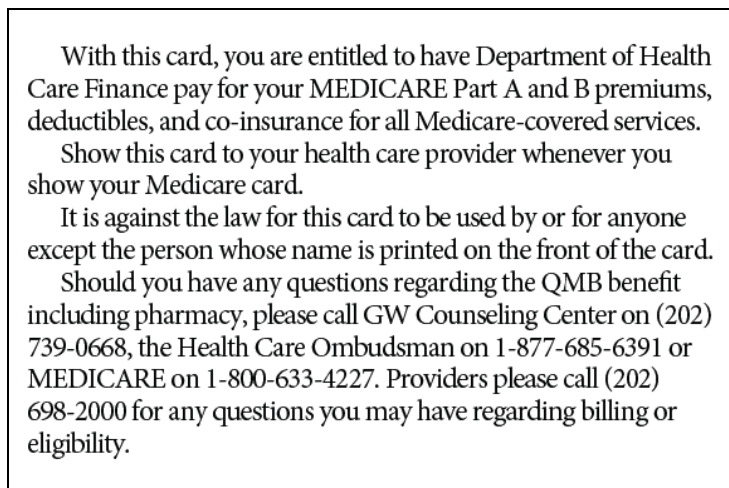 With this card, you are entitled to have Department of Health
Care Finance pay for your MEDICARE Part A and B premiums,
deductibles, and co-insurance for all Medicare-covered services.
Show this card to your health care provider whenever you
show your Medicare card.
It is against the law for this card to be used by or for anyone
except the person whose name is printed on the front of the card.
Should you have any questions regarding the QMB benefit
including pharmacy, please call GW Counseling Center on (202)
739-0668, the Health Care Ombudsman on 1-877-685-6391 or
MEDICARE on 1-800-633-4227. Providers please call (202)
698-2000 for any questions you may have regarding billing or
eligibility.